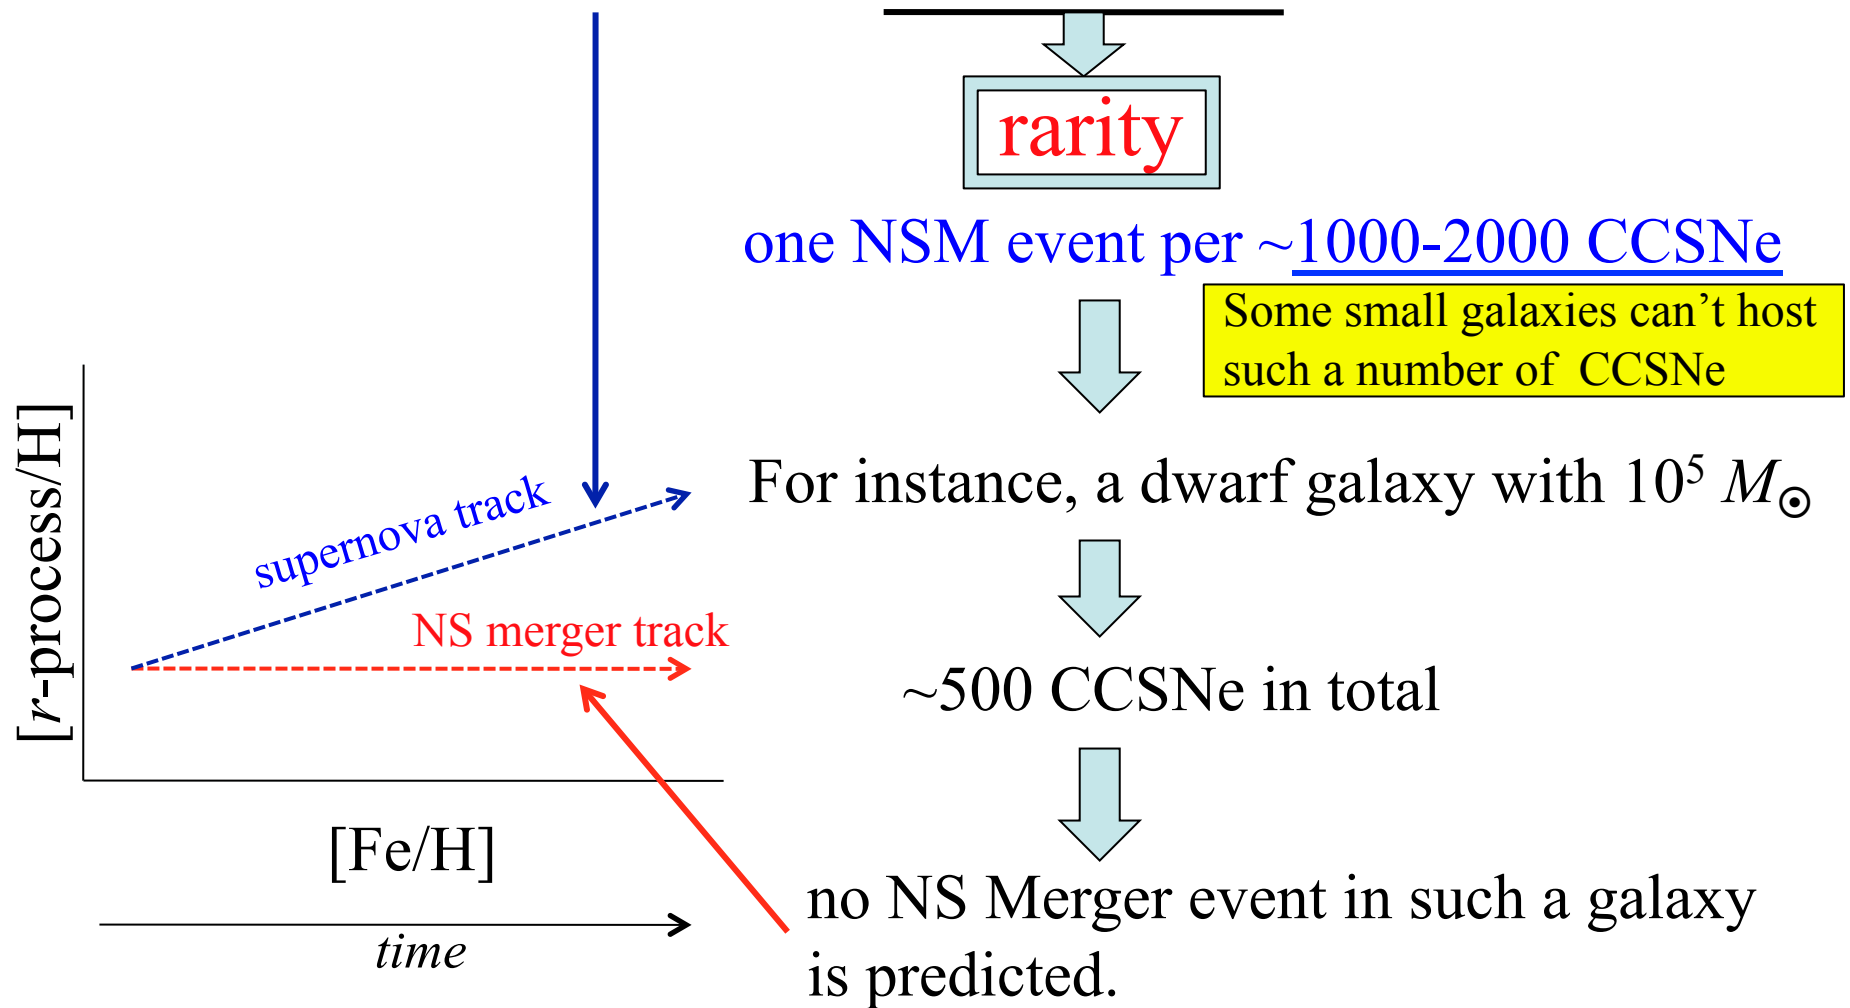 rarity
one NSM event per ~1000-2000 CCSNe
Some small galaxies can’t host
such a number of CCSNe
For instance, a dwarf galaxy with 10⁵ M☉
~500 CCSNe in total
no NS Merger event in such a galaxy
is predicted.
[r-process/H]
supernova track
NS merger track
[Fe/H]
time